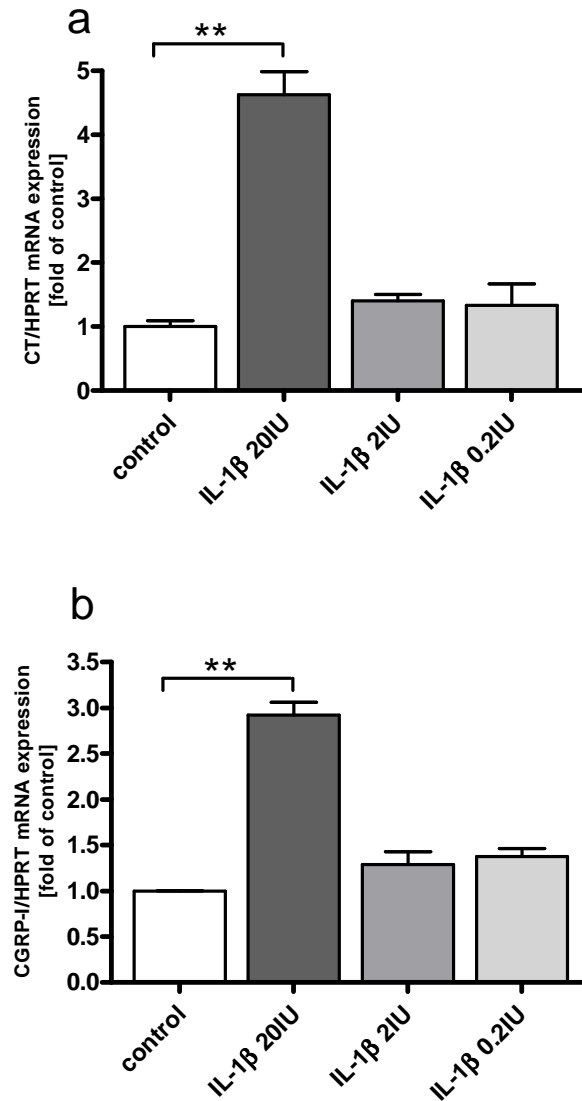 a
**
CT/HPRT mRNA expression
[fold of control]
5
4
3
2
1
0
control
IL-1β 20IU
IL-1β 2IU
IL-1β 0.2IU
b
**
CGRP-I/HPRT mRNA expression
[fold of control]
3.5
3.0
2.5
2.0
1.5
1.0
0.5
0.0
control
IL-1β 20IU
IL-1β 2IU
IL-1β 0.2IU